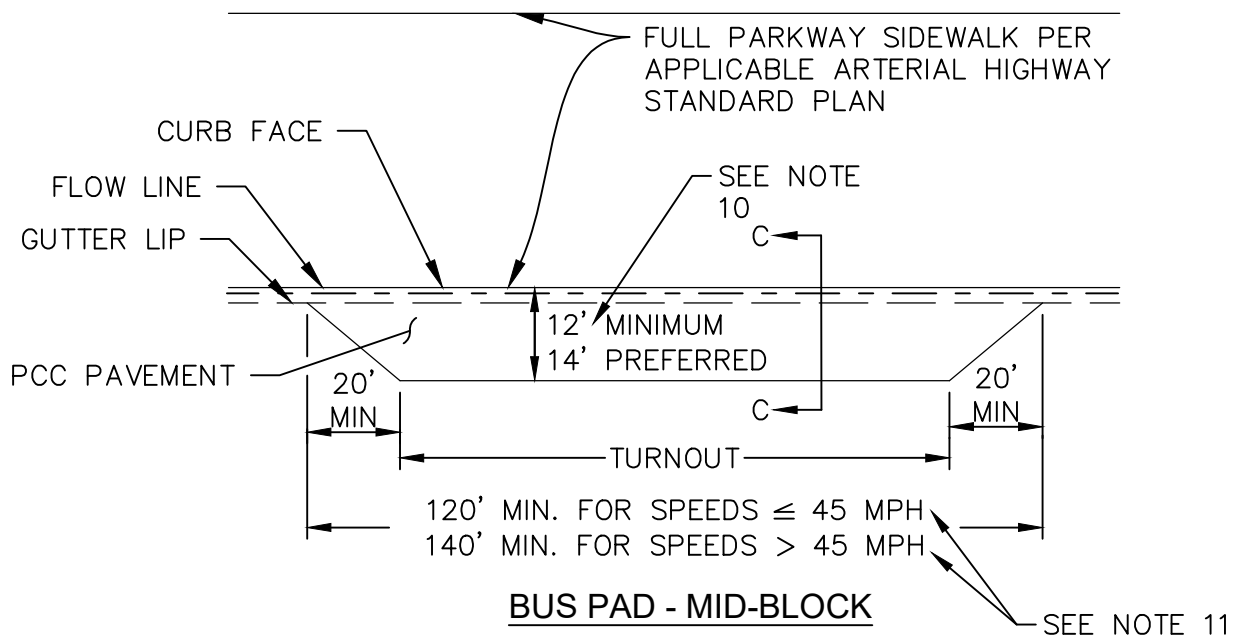 FULL PARKWAY SIDEWALK PER
APPLICABLE ARTERIAL HIGHWAY
STANDARD PLAN
CURB FACE
FLOW LINE
SEE NOTE
10
GUTTER LIP
C
12' MINIMUM
14' PREFERRED
PCC PAVEMENT
20'
MIN
20'
MIN
C
TURNOUT
120' MIN. FOR SPEEDS ≤ 45 MPH
140' MIN. FOR SPEEDS > 45 MPH
BUS PAD - MID-BLOCK
SEE NOTE 11